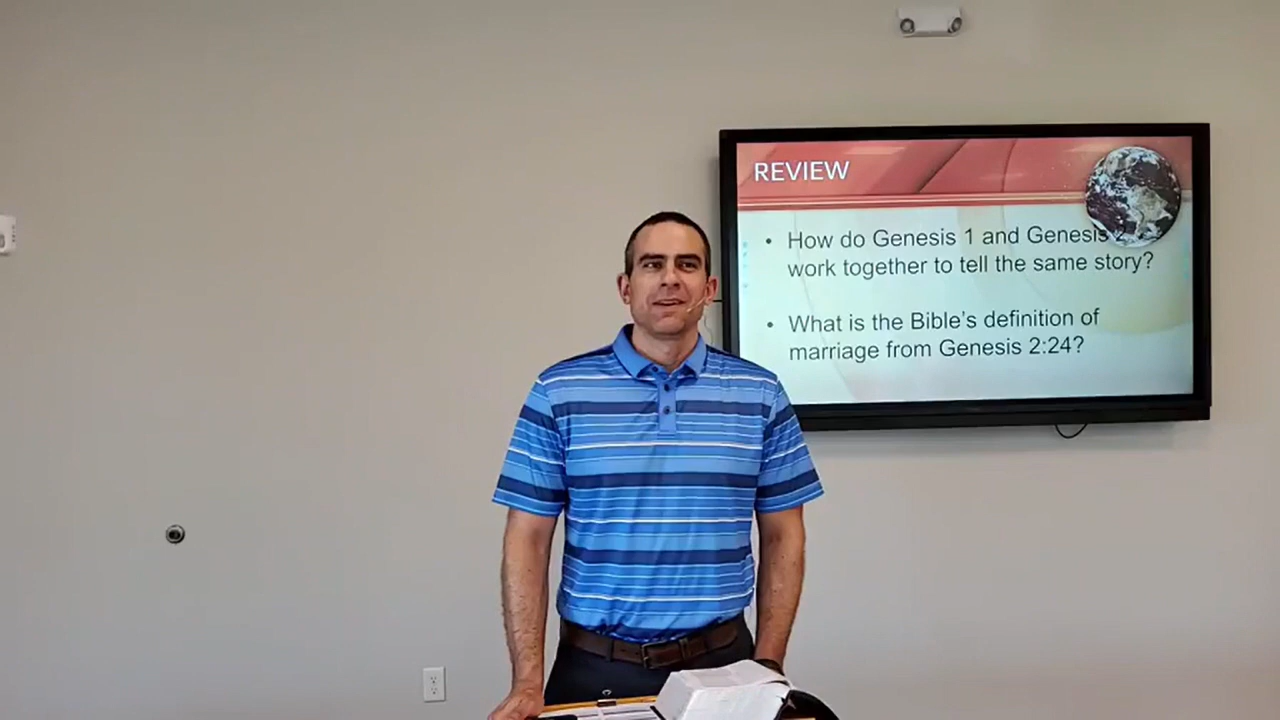 REVIEW
• How do Genesis 1 and Genesis 2
work together to tell the same story?
• What is the Bible's definition of
marriage from Genesis 2:24?